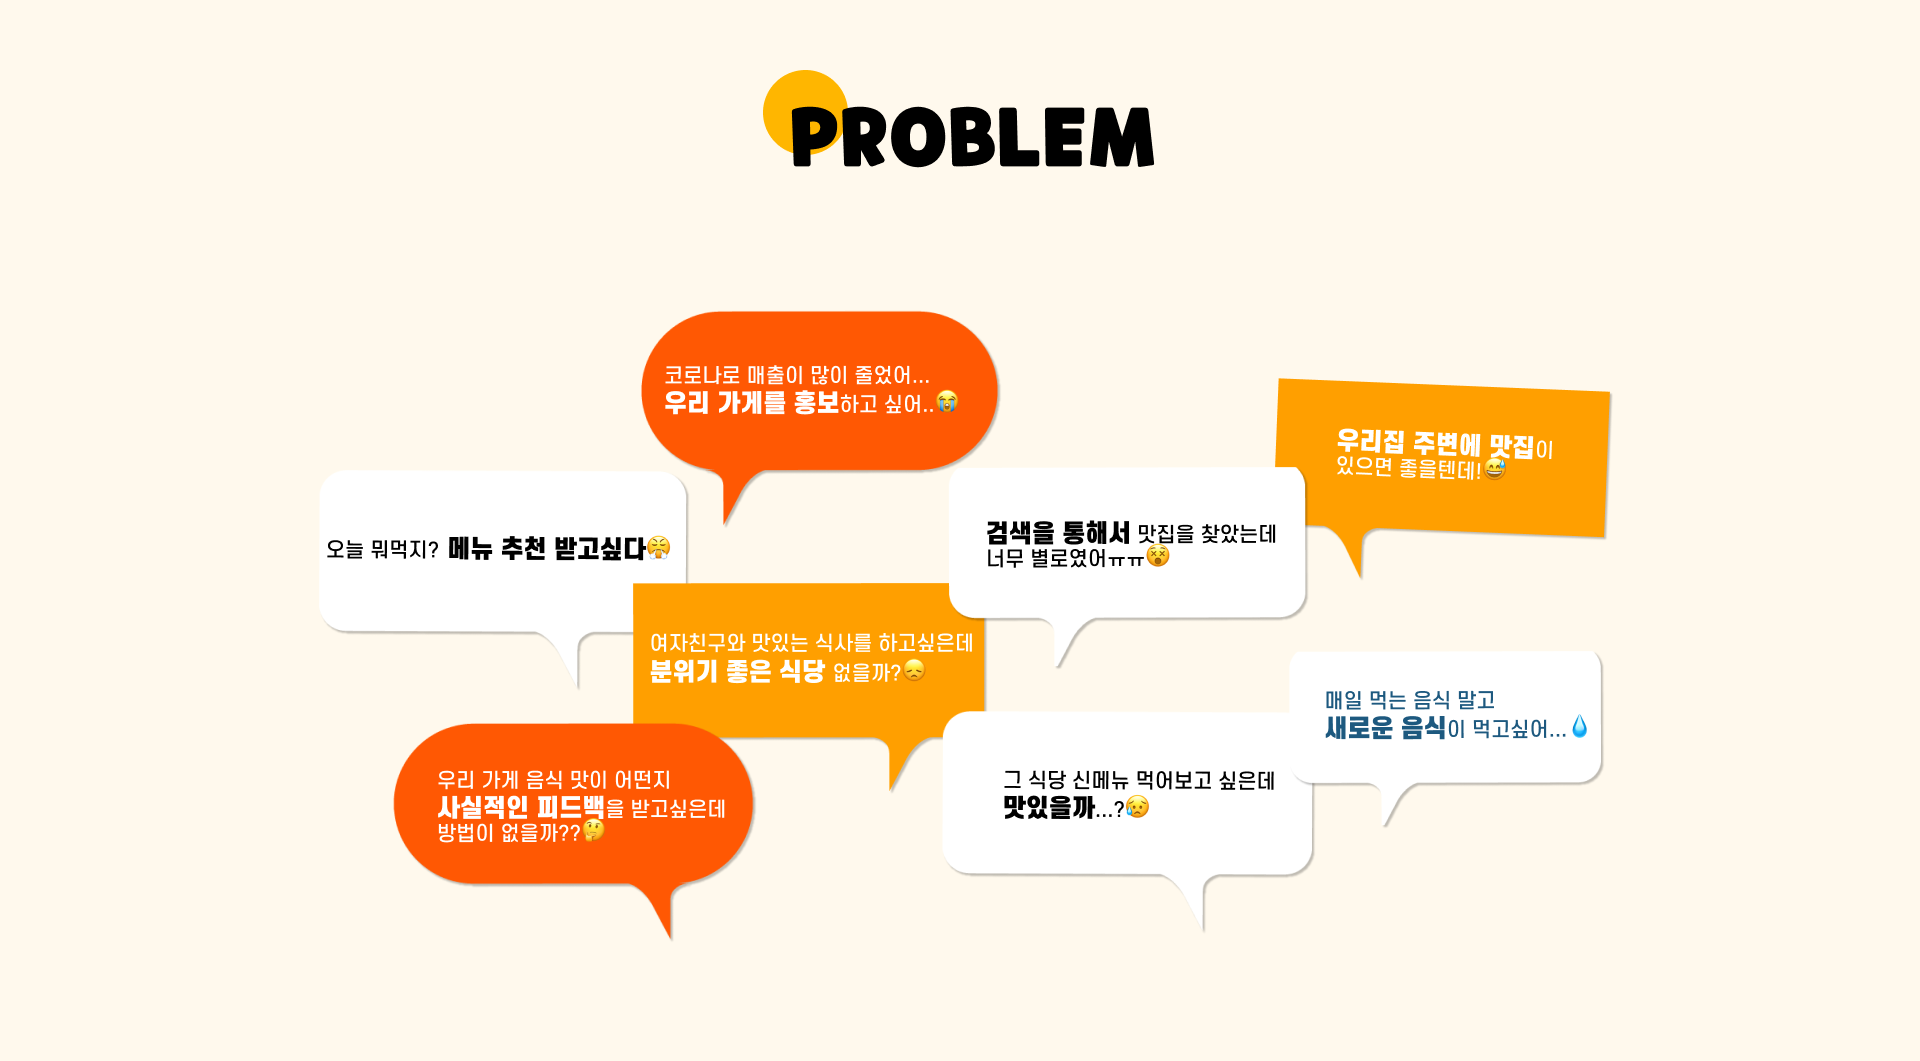 PROBLEM
코로나로 매출이 많이 줄었어...
우리 가게를 홍보하고 싶어..😭
우리집 주변에 맛집이
있으면 좋을텐데!😅
오늘 뭐먹지? 메뉴 추천 받고싶다😤
검색을 통해서 맛집을 찾았는데
너무 별로였어ㅠㅠ😵
여자친구와 맛있는 식사를 하고싶은데
분위기 좋은 식당 없을까?😞
매일 먹는 음식 말고
새로운 음식이 먹고싶어...💧
우리 가게 음식 맛이 어떤지
사실적인 피드백을 받고싶은데
방법이 없을까??🤔
그 식당 신메뉴 먹어보고 싶은데
맛있을까...?😥